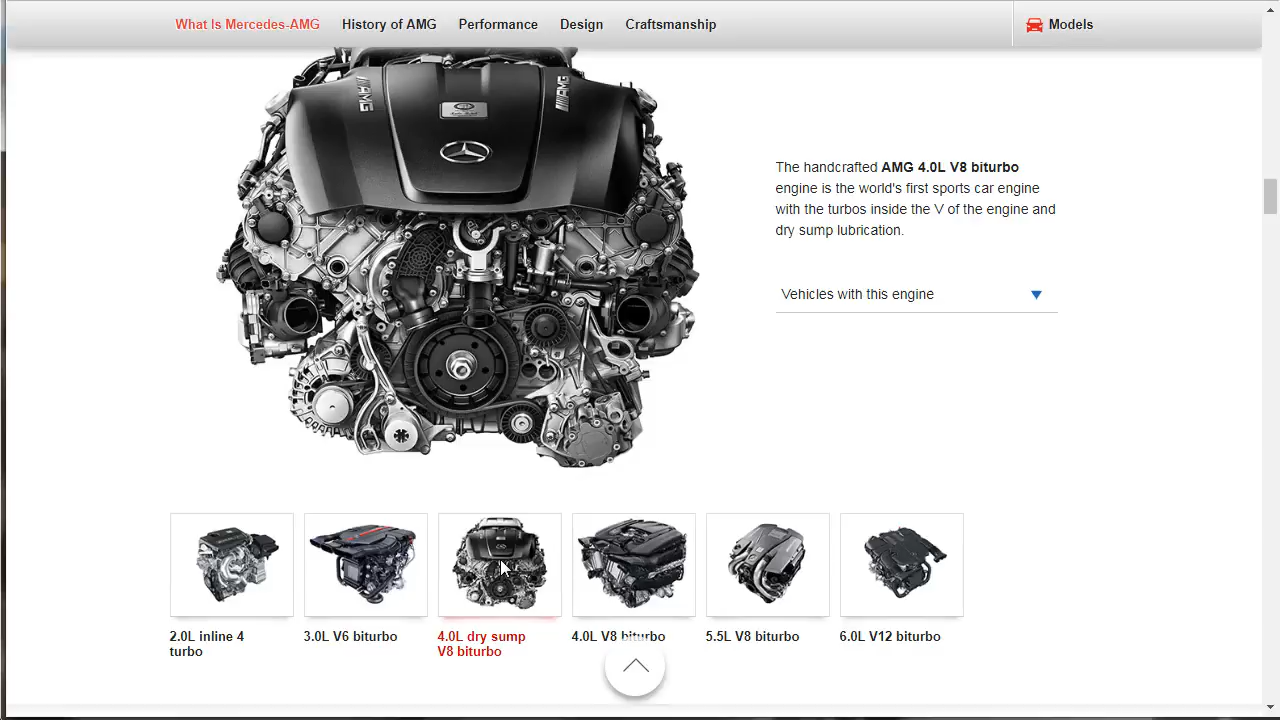 What Is Mercedes-AMG History of AMG Performance Design Craftsmanship Models
AMG AMG
The handcrafted AMG 4.0L V8 biturbo
engine is the world's first sports car engine
with the turbos inside the V of the engine and
dry sump lubrication.
Vehicles with this engine
2.0L inline 4
turbo
3.0L V6 biturbo
4.0L dry sump
V8 biturbo
4.0L V8 biturbo
5.5L V8 biturbo
6.0L V12 biturbo